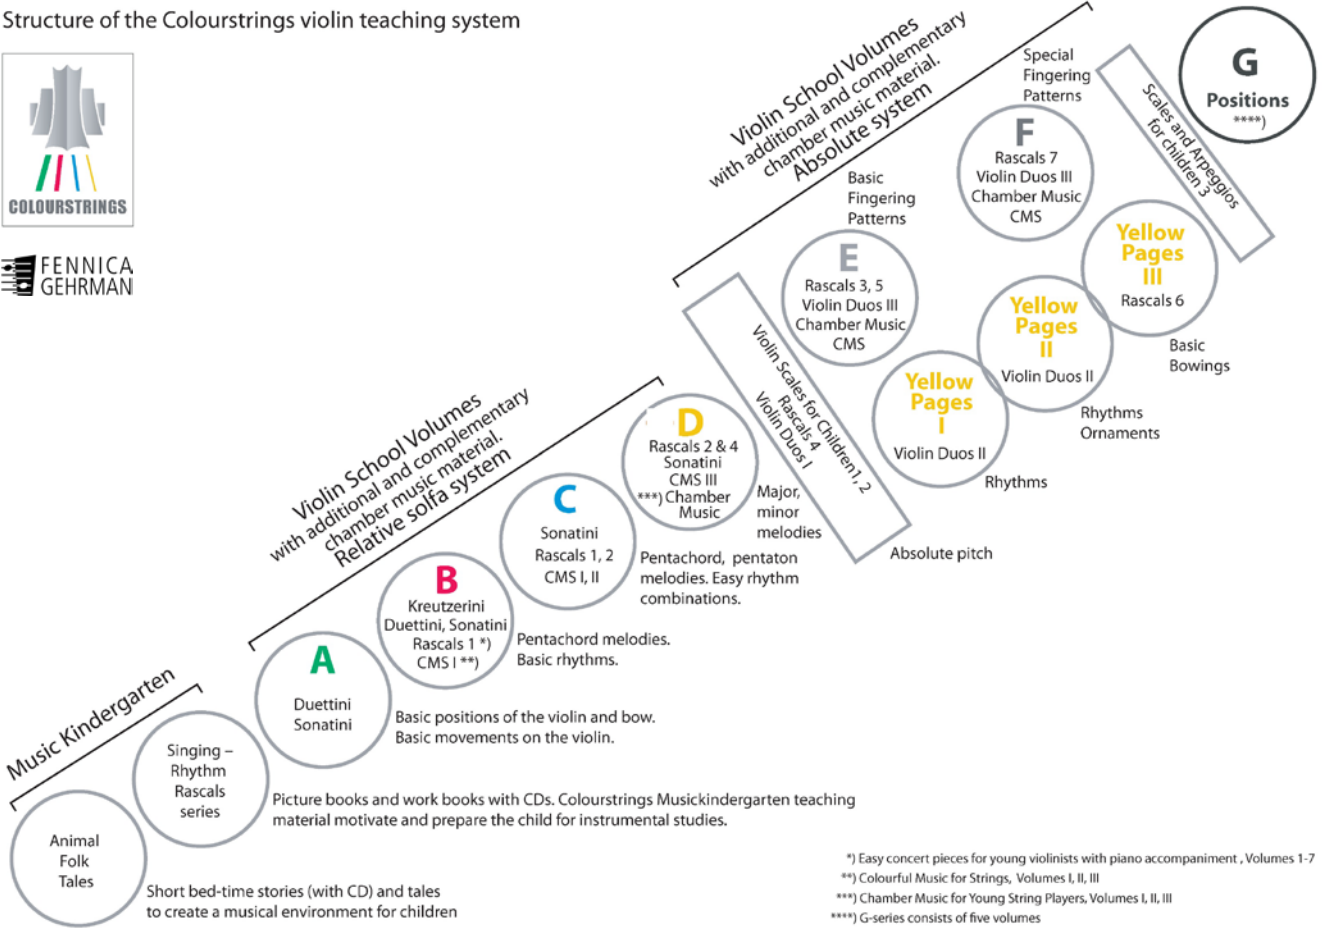 Structure of the Colourstrings violin teaching system
COLOURSTRINGS
FENNICA
GEHRMAN
Music Kindergarten
Animal
Folk
Tales
Short bed-time stories (with CD) and tales
to create a musical environment for children
Singing –
Rhythm
Rascals
series
Picture books and work books with CDs. Colourstrings Musickindergarten teaching
material motivate and prepare the child for instrumental studies.
Violin School Volumes
with additional and complementary
chamber music material.
Relative solfa system
A
Duettini
Sonatini
Basic positions of the violin and bow.
Basic movements on the violin.
B
Kreutzerini
Duettini, Sonatini
Rascals 1 *)
CMS I **)
Pentachord melodies.
Basic rhythms.
C
Sonatini
Rascals 1, 2
CMS I, II
Pentachord, pentaton
melodies. Easy rhythm
combinations.
D
Rascals 2 & 4
Sonatini
CMS III
***) Chamber
Music
Major,
minor
melodies
Violin Scales for Children1, 2
Rascals 4
Violin Duos I
Absolute pitch
Violin School Volumes
with additional and complementary
chamber music material.
Absolute system
Basic
Fingering
Patterns
E
Rascals 3, 5
Violin Duos III
Chamber Music
CMS
Yellow
Pages
I
Violin Duos II
Rhythms
Yellow
Pages
II
Violin Duos II
Rhythms
Ornaments
Yellow
Pages
III
Rascals 6
Basic
Bowings
Special
Fingering
Patterns
F
Rascals 7
Violin Duos III
Chamber Music
CMS
Scales and Arpeggios
for children 3
G
Positions
****)
*) Easy concert pieces for young violinists with piano accompaniment , Volumes 1-7
**) Colourful Music for Strings, Volumes I, II, III
***) Chamber Music for Young String Players, Volumes I, II, III
****) G-series consists of five volumes